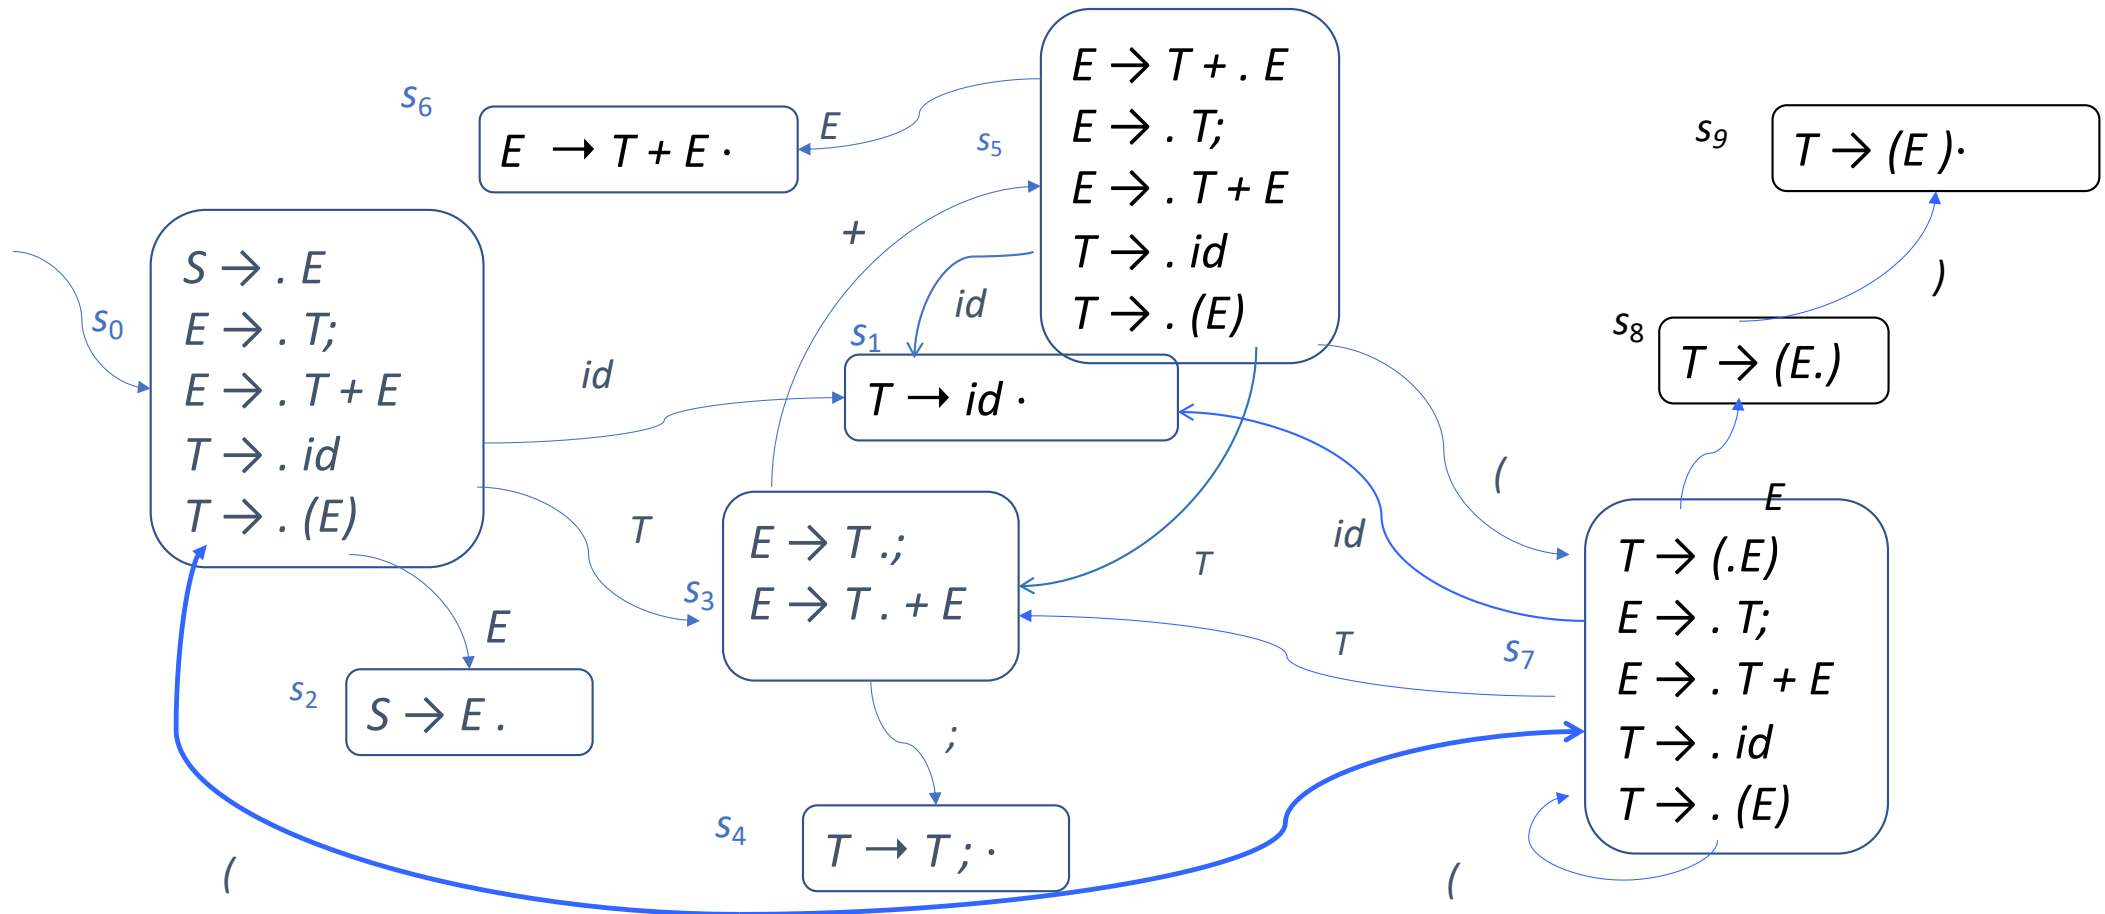 s6
E → T + E ·
E
s5
E → T + . E
E → . T;
E → . T + E
T → . id
T → . (E)
s9
T → (E )·
)
s0
S → . E
E → . T;
E → . T + E
T → . id
T → . (E)
+
id
id
s1
T → id ·
s8
T → (E.)
(
E
T
s3
E → T .;
E → T . + E
T
id
T
s7
T → (.E)
E → . T;
E → . T + E
T → . id
T → . (E)
E
s2
S → E .
;
s4
T → T ; ·
(
(